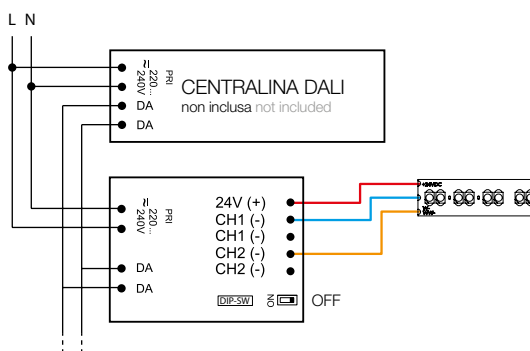 L N
≈ 220... 240V
PRI
DA
DA
CENTRALINA DALI
non inclusa not included
≈ 220... 240V
PRI
DA
DA
24V (+)
CH1 (-)
CH1 (-)
CH2 (-)
CH2 (-)
DIP-SW
ON
OFF
+24VDC